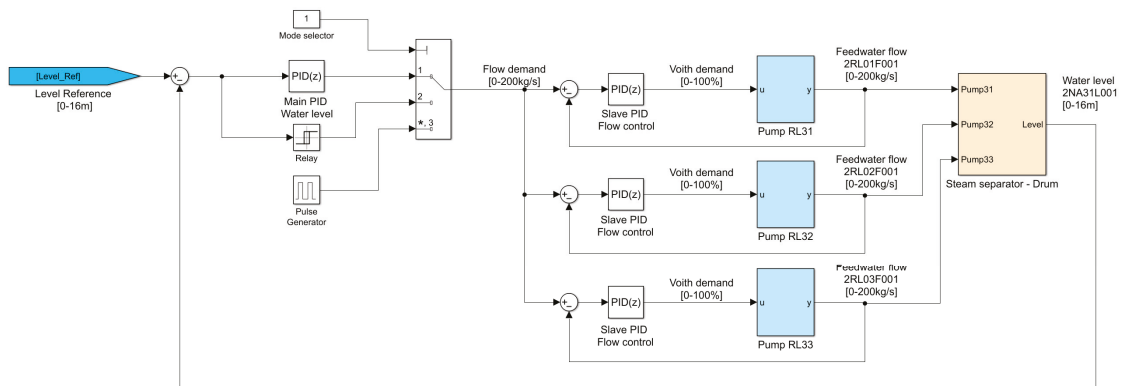 1
Mode selector
[Level_Ref]
Level Reference
[0-16m]
+
−
PID(z)
Main PID
Water level
Relay
Pulse
Generator
1
2
*, 3
Flow demand
[0-200kg/s]
+
−
PID(z)
Slave PID
Flow control
Voith demand
[0-100%]
u
y
Pump RL31
Feedwater flow
2RL01F001
[0-200kg/s]
+
−
PID(z)
Slave PID
Flow control
Voith demand
[0-100%]
u
y
Pump RL32
Feedwater flow
2RL02F001
[0-200kg/s]
+
−
PID(z)
Slave PID
Flow control
Voith demand
[0-100%]
u
y
Pump RL33
Feedwater flow
2RL03F001
[0-200kg/s]
Pump31
Pump32
Pump33
Level
Steam separator - Drum
Water level
2NA31L001
[0-16m]